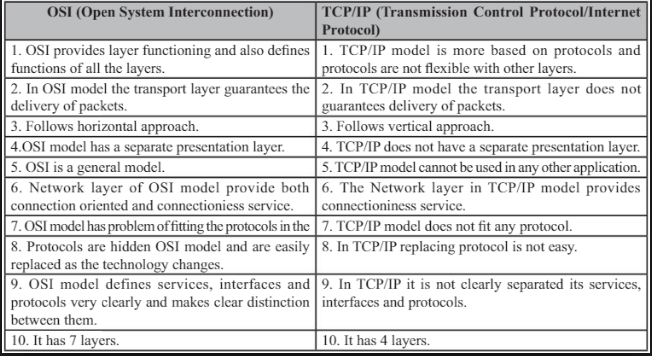 OSI (Open System Interconnection)
TCP/IP (Transmission Control Protocol/Internet
Protocol)
1. OSI provides layer functioning and also defines
functions of all the layers.
1. TCP/IP model is more based on protocols and
protocols are not flexible with other layers.
2. In OSI model the transport layer guarantees the
delivery of packets.
2. In TCP/IP model the transport layer does not
guarantees delivery of packets.
3. Follows horizontal approach.
3. Follows vertical approach.
4.OSI model has a separate presentation layer.
4. TCP/IP does not have a separate presentation layer.
5. OSI is a general model.
5. TCP/IP model cannot be used in any other application.
6. Network layer of OSI model provide both
connection oriented and connectioniess service.
6. The Network layer in TCP/IP model provides
connectioniness service.
7. OSI model has problem of fitting the protocols in the
7. TCP/IP model does not fit any protocol.
8. Protocols are hidden OSI model and are easily
replaced as the technology changes.
8. In TCP/IP replacing protocol is not easy.
9. OSI model defines services, interfaces and
protocols very clearly and makes clear distinction
between them.
9. In TCP/IP it is not clearly separated its services,
interfaces and protocols.
10. It has 7 layers.
10. It has 4 layers.